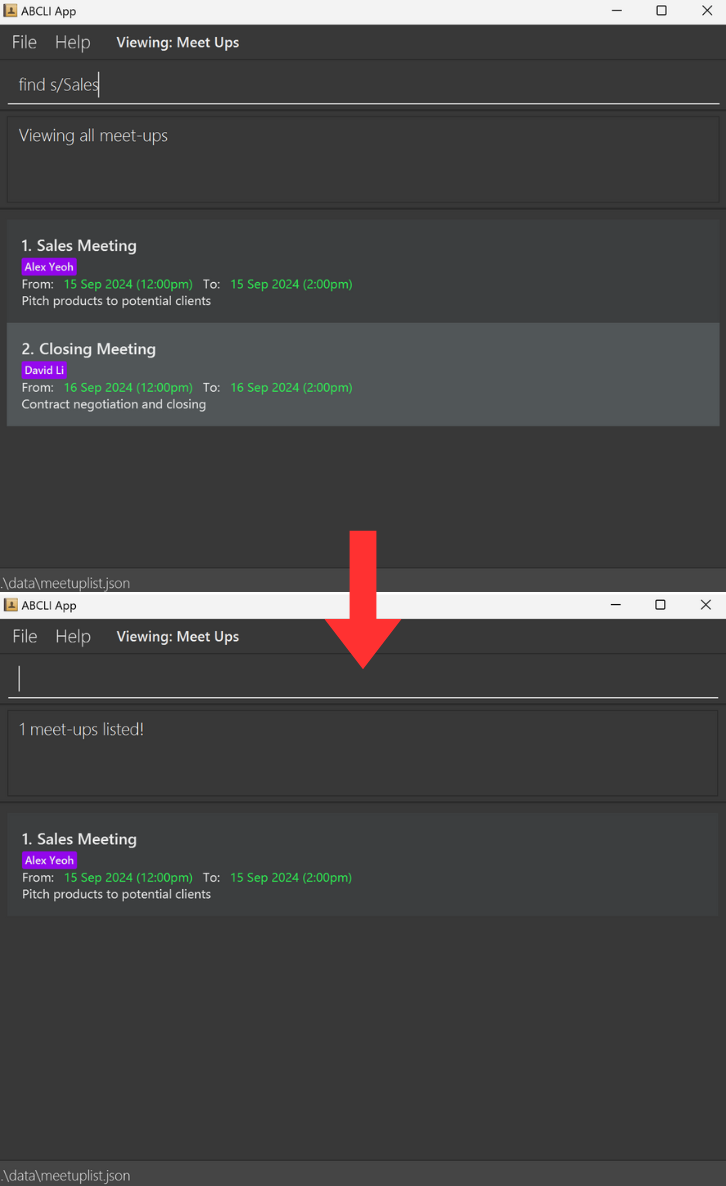 ABCLI App
File Help Viewing: Meet Ups
find s/Sales
Viewing all meet-ups
1. Sales Meeting
Alex Yeoh
From: 15 Sep 2024 (12:00pm) To: 15 Sep 2024 (2:00pm)
Pitch products to potential clients
2. Closing Meeting
David Li
From: 16 Sep 2024 (12:00pm) To: 16 Sep 2024 (2:00pm)
Contract negotiation and closing
.\data\meetuplist.json
ABCLI App
File Help Viewing: Meet Ups
1 meet-ups listed!
1. Sales Meeting
Alex Yeoh
From: 15 Sep 2024 (12:00pm) To: 15 Sep 2024 (2:00pm)
Pitch products to potential clients
.\data\meetuplist.json